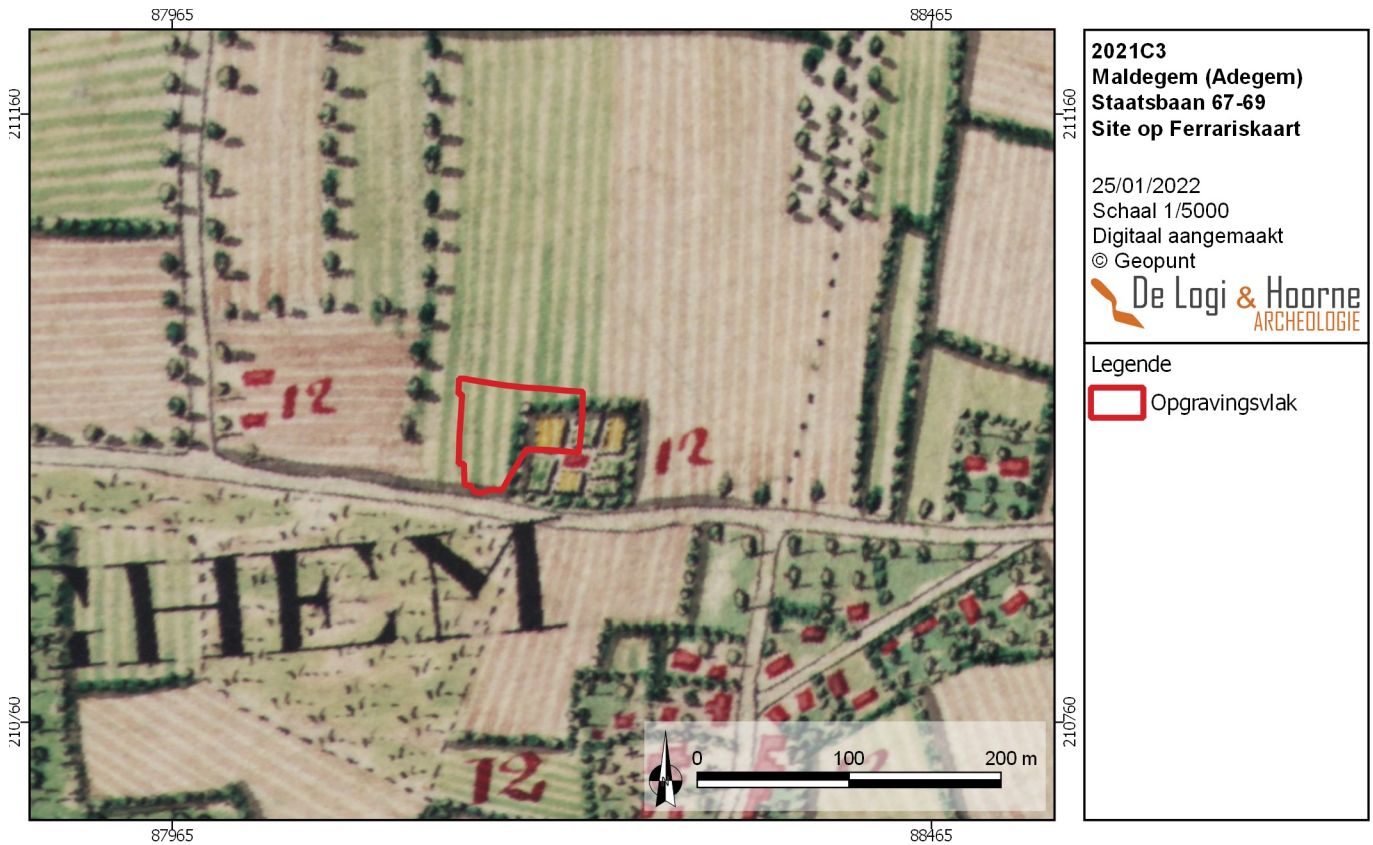 87965
88465
211160
211160
2021C3
Maldegem (Adegem)
Staatsbaan 67-69
Site op Ferrariskaart
25/01/2022
Schaal 1/5000
Digitaal aangemaakt
© Geopunt
De Logi & Hoorne
ARCHEOLOGIE
Legende
Opgravingsvlak
12
12
HEM
12
210760
210760
0
100
200 m
N
87965
88465